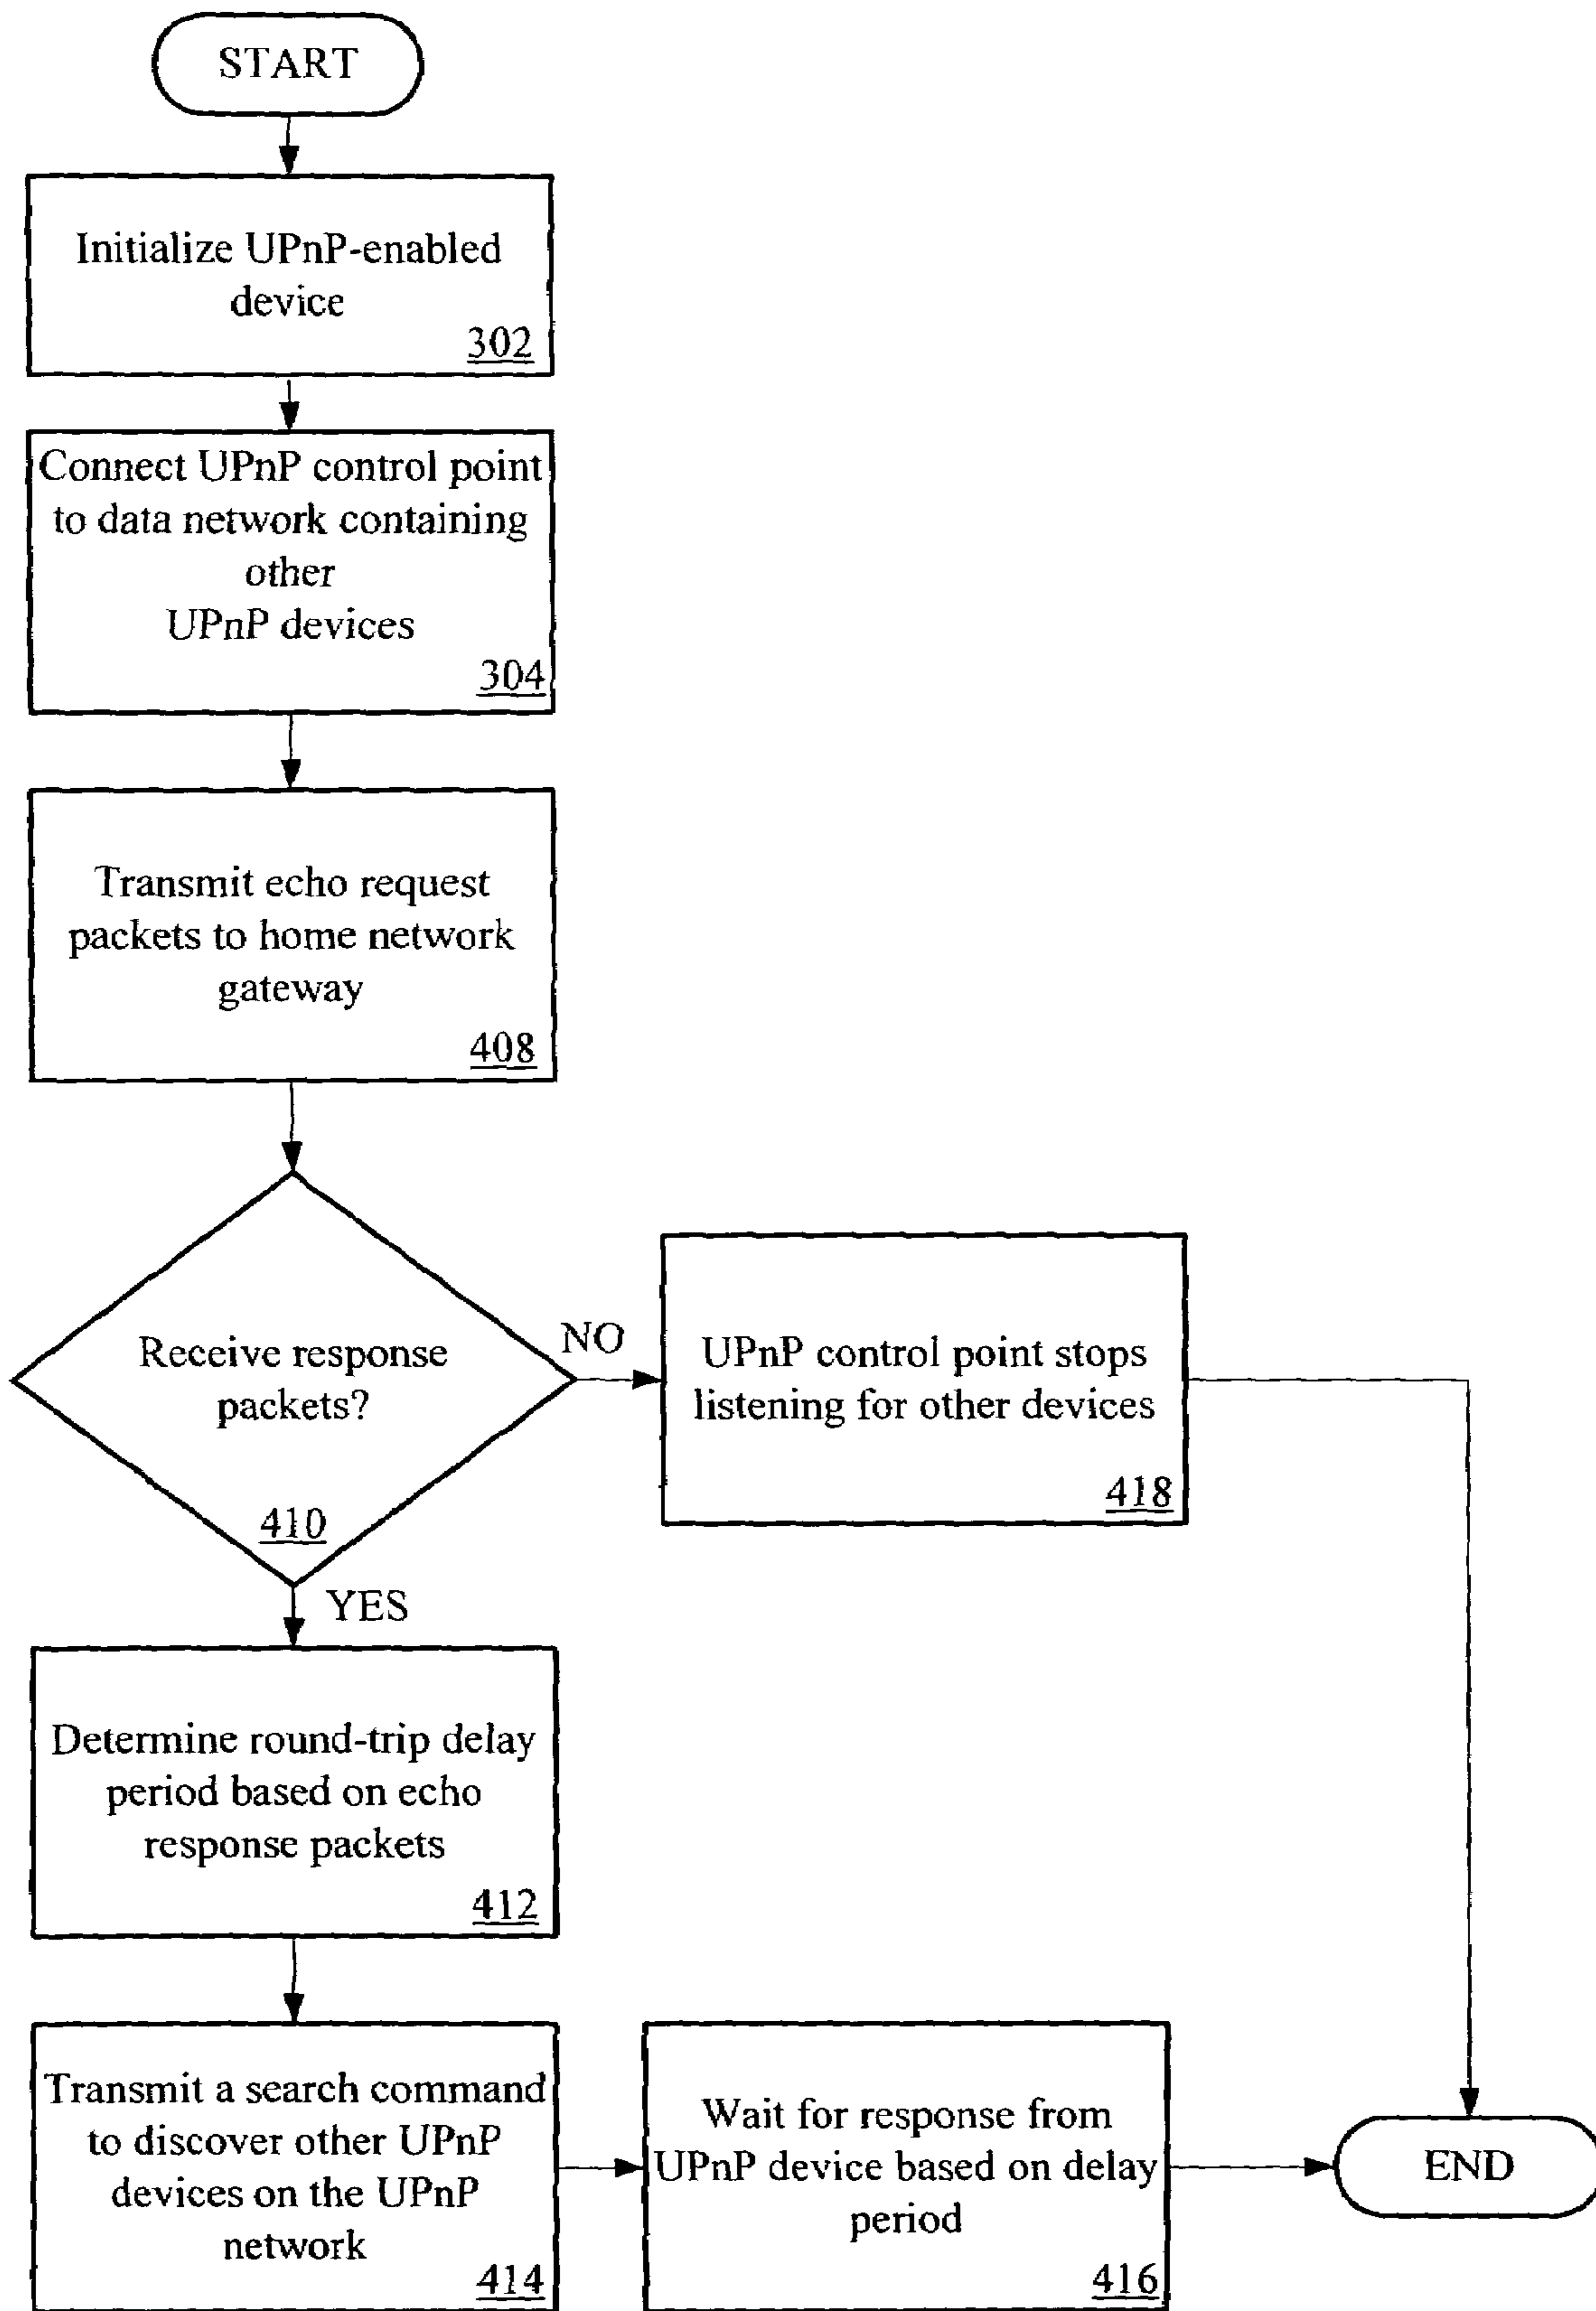 START
Initialize UPnP-enabled
device
302
Connect UPnP control point
to data network containing
other
UPnP devices
304
Transmit echo request
packets to home network
gateway
408
Receive response
packets?
410
NO
UPnP control point stops
listening for other devices
418
YES
Determine round-trip delay
period based on echo
response packets
412
Transmit a search command
to discover other UPnP
devices on the UPnP
network
414
Wait for response from
UPnP device based on delay
period
416
END